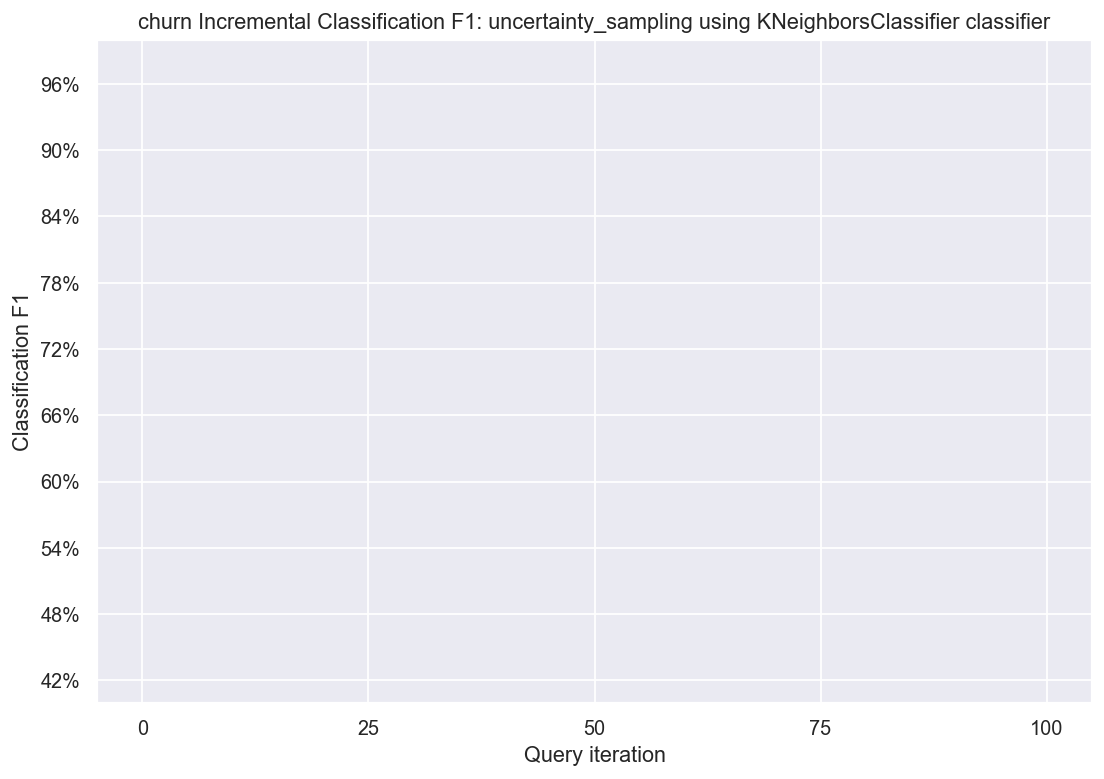 churn Incremental Classification F1: uncertainty_sampling using KNeighborsClassifier classifier
96%
90%
84%
78%
72%
66%
60%
54%
48%
42%
Classification F1
0 25 50 75 100
Query iteration